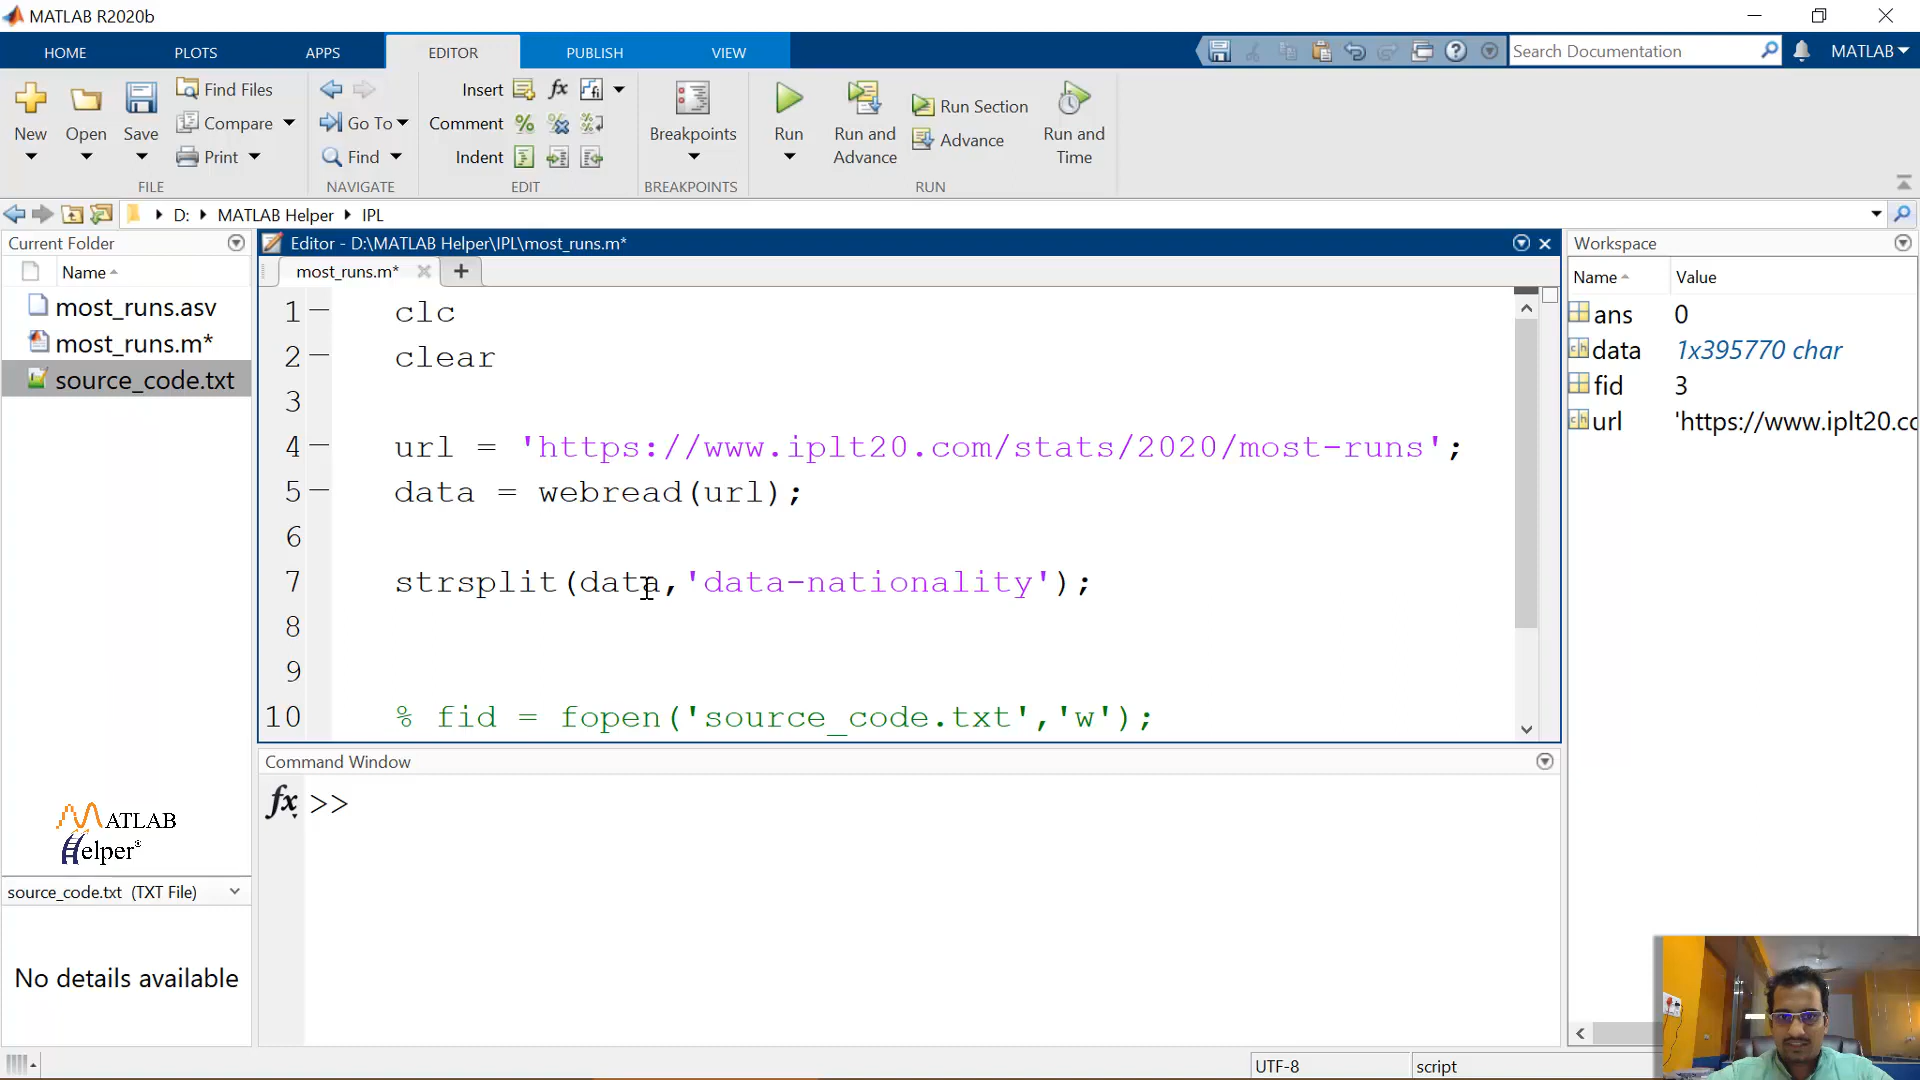 MATLAB R2020b
HOME
PLOTS
APPS
EDITOR
PUBLISH
VIEW
Search Documentation
MATLAB
New
Open
Save
Find Files
Compare
Print
FILE
Go To
Find
NAVIGATE
Insert
fx
Comment
%
Indent
EDIT
Breakpoints
BREAKPOINTS
Run
Run and
Advance
Run Section
Advance
Run and
Time
RUN
D:
MATLAB Helper
IPL
Current Folder
Name
most_runs.asv
most_runs.m*
source_code.txt
MATLAB
Helper®
source_code.txt (TXT File)
No details available
Editor - D:\MATLAB Helper\IPL\most_runs.m*
most_runs.m*
+
1 clc
2 clear
3
4 url = 'https://www.iplt20.com/stats/2020/most-runs';
5 data = webread(url);
6
7 strsplit(data,'data-nationality');
8
9
10 % fid = fopen('source_code.txt','w');
Command Window
fx >>
Workspace
Name Value
ans 0
data 1x395770 char
fid 3
url 'https://www.iplt20.cc
UTF-8
script